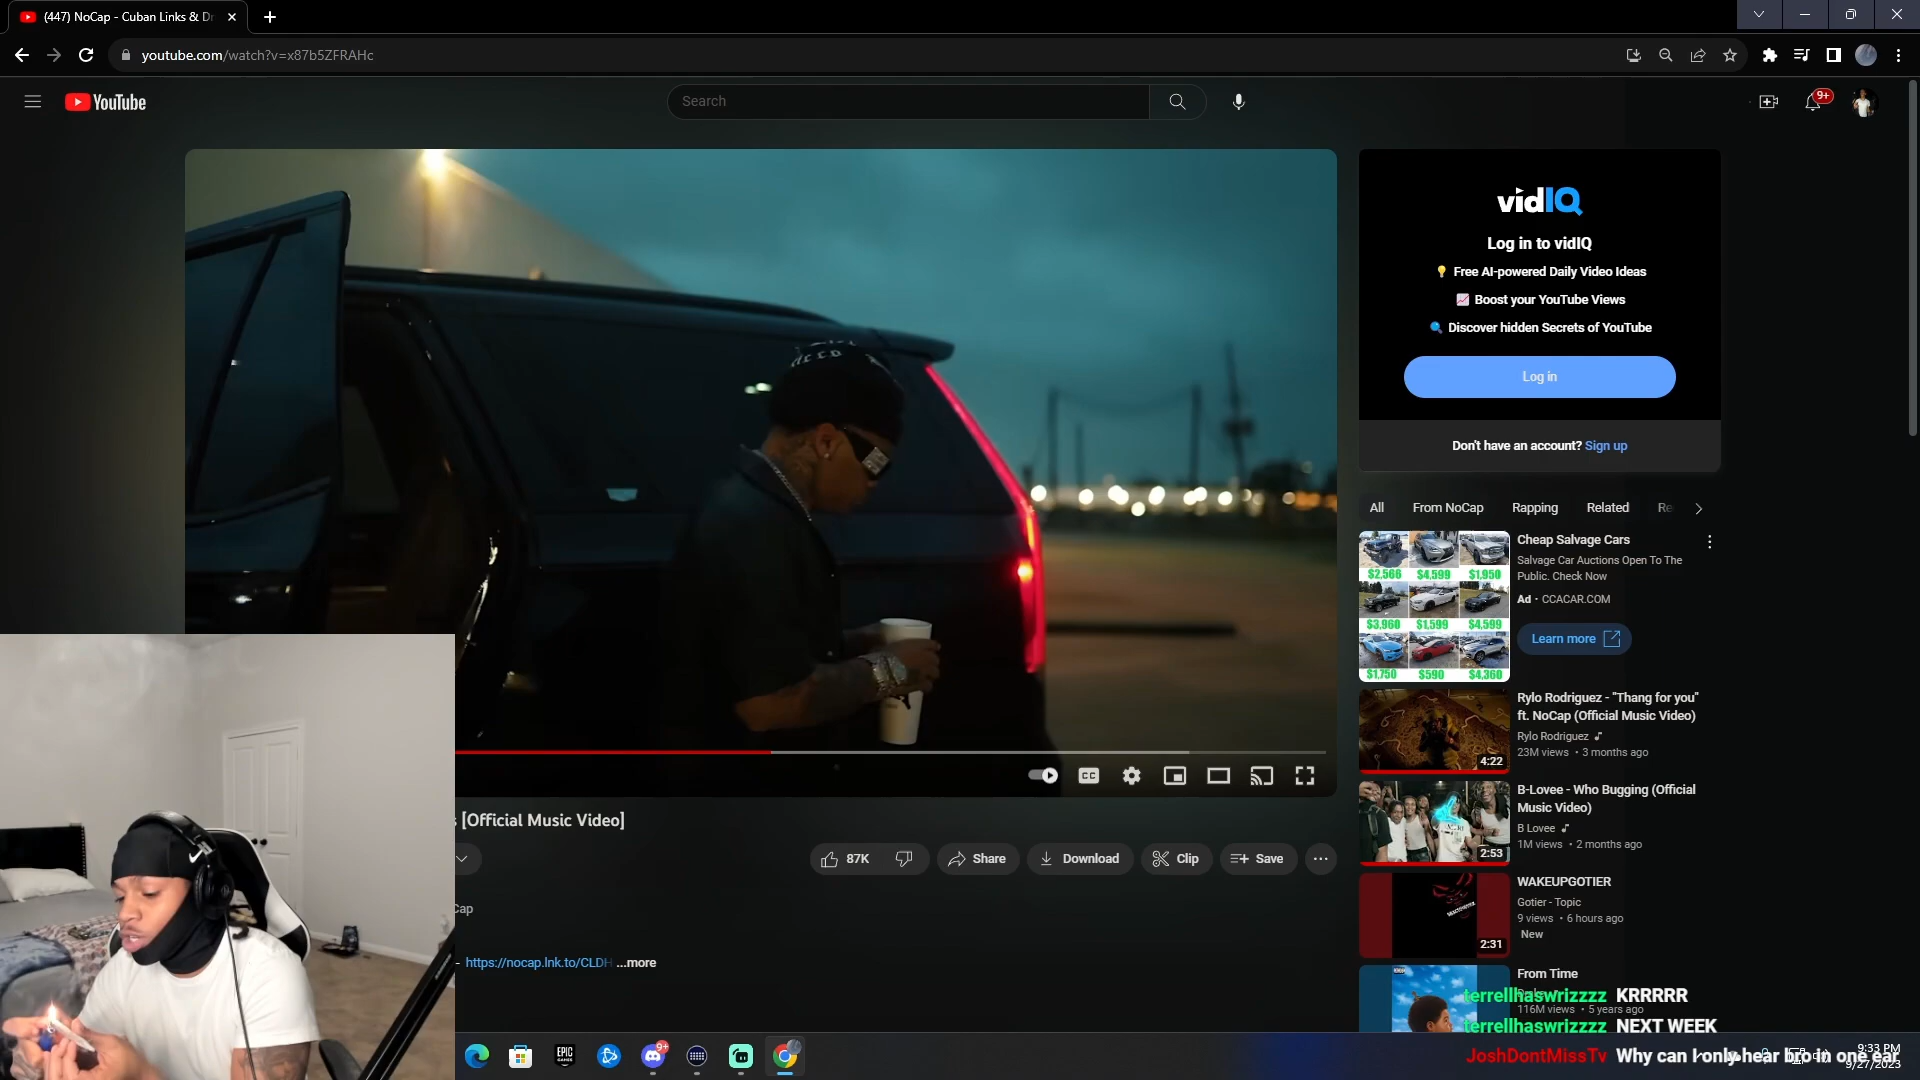 (447) NoCap - Cuban Links & Dr
youtube.com/watch?v=x87b5ZFRAHc
YouTube
Search
9+
vidIQ
Log in to vidIQ
Free AI-powered Daily Video Ideas
Boost your YouTube Views
Discover hidden Secrets of YouTube
Log in
Don't have an account? Sign up
All From NoCap Rapping Related Re
$2,566 $4,599 $1,950
$3,960 $1,599 $4,599
$1,750 $590 $4,360
Cheap Salvage Cars
Salvage Car Auctions Open To The
Public. Check Now
Ad · CCACAR.COM
Learn more
Rylo Rodriguez - "Thang for you"
ft. NoCap (Official Music Video)
Rylo Rodriguez
23M views • 3 months ago
4:22
B-Lovee - Who Bugging (Official
Music Video)
B Lovee
1M views • 2 months ago
2:53
WAKEUPGOTIER
Gotier - Topic
9 views • 6 hours ago
New
2:31
From Time
116M views • 5 years ago
CC
s [Official Music Video]
87K Share Download Clip Save
Cap
- https://nocap.lnk.to/CLDH ...more
terrellhaswrizzzz KRRRRR
terrellhaswrizzzz NEXT WEEK
JoshDontMissTv Why can I only hear bro in one ear
EPIC
GAMES
9+
9:33 PM
9/27/2023